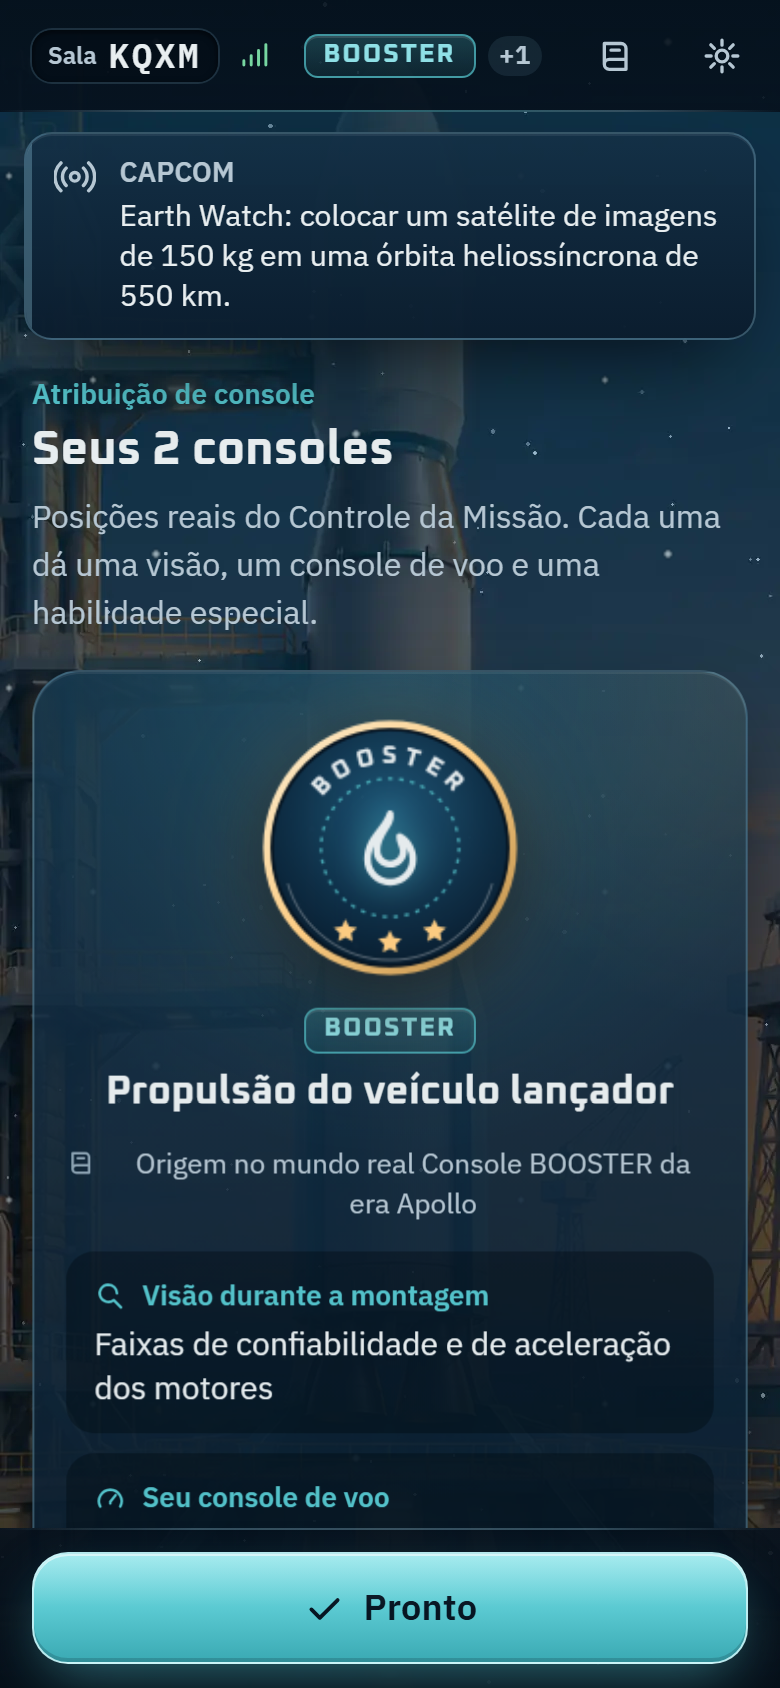 Sala KQXM BOOSTER +1
CAPCOM
Earth Watch: colocar um satélite de imagens
de 150 kg em uma órbita heliossíncrona de
550 km.
Atribuição de console
Seus 2 consoles
Posições reais do Controle da Missão. Cada uma
dá uma visão, um console de voo e uma
habilidade especial.
BOOSTER
BOOSTER
Propulsão do veículo lançador
Origem no mundo real Console BOOSTER da
era Apollo
Visão durante a montagem
Faixas de confiabilidade e de aceleração
dos motores
Seu console de voo
Pronto